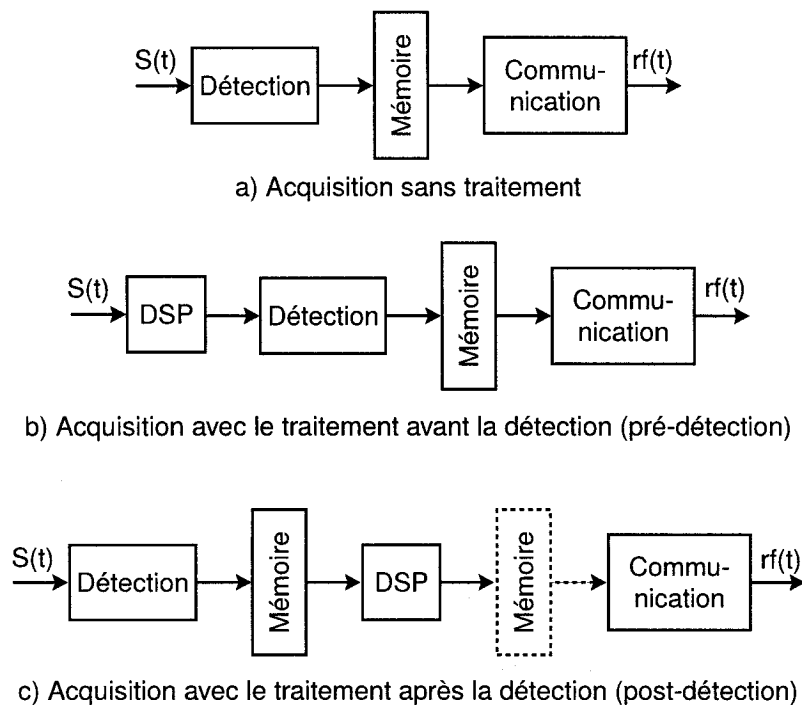 S(t)
Détection
Mémoire
Commu-
nication
rf(t)
a) Acquisition sans traitement
S(t)
DSP
Détection
Mémoire
Commu-
nication
rf(t)
b) Acquisition avec le traitement avant la détection (pré-détection)
S(t)
Détection
Mémoire
DSP
Mémoire
Commu-
nication
rf(t)
c) Acquisition avec le traitement après la détection (post-détection)